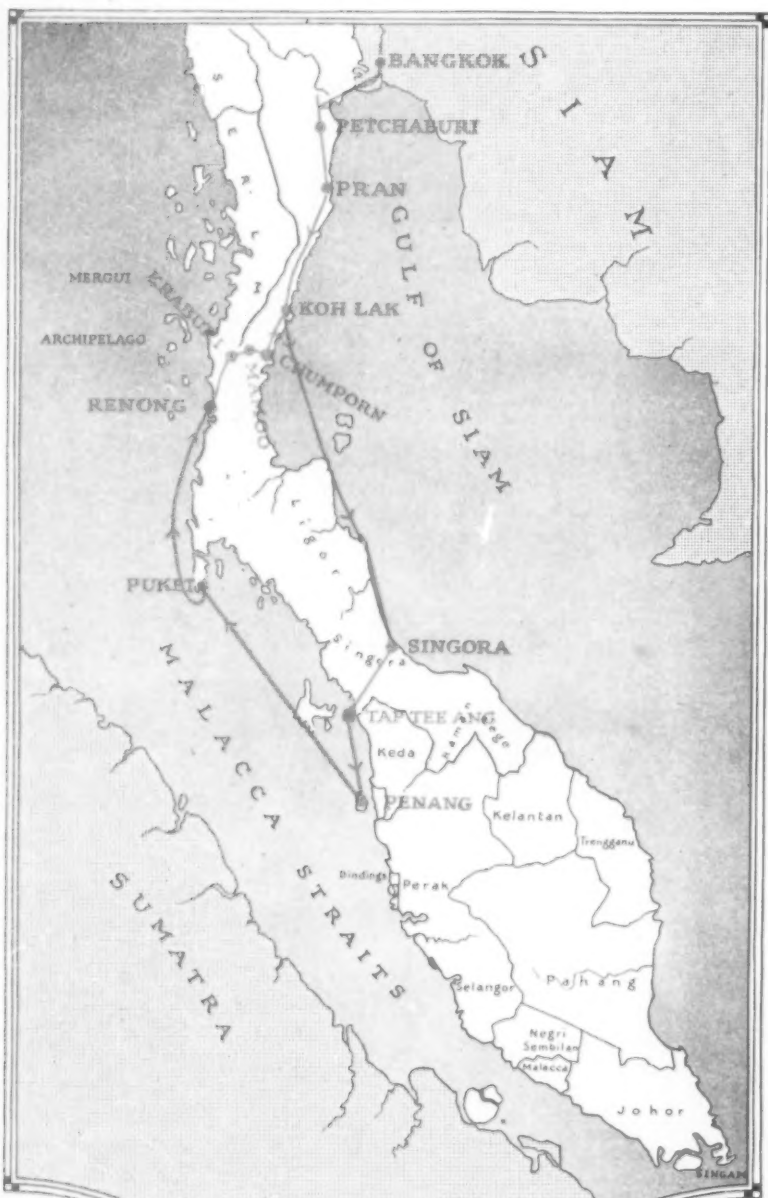 BANGKOK
SIAM
PETCHABURI
PRAN
GULF OF SIAM
MERGUI
ARCHIPELAGO
KOH LAK
CHUMPORN
RENONG
Ligor
PUKET
SINGORA
Singora
TAP TEE ANG
Keda
PENANG
Kelantan
Trengganu
MALACCA STRAITS
Dindings
Perak
SUMATRA
Pahang
Selangor
Negri
Sembilan
Malacca
Johor